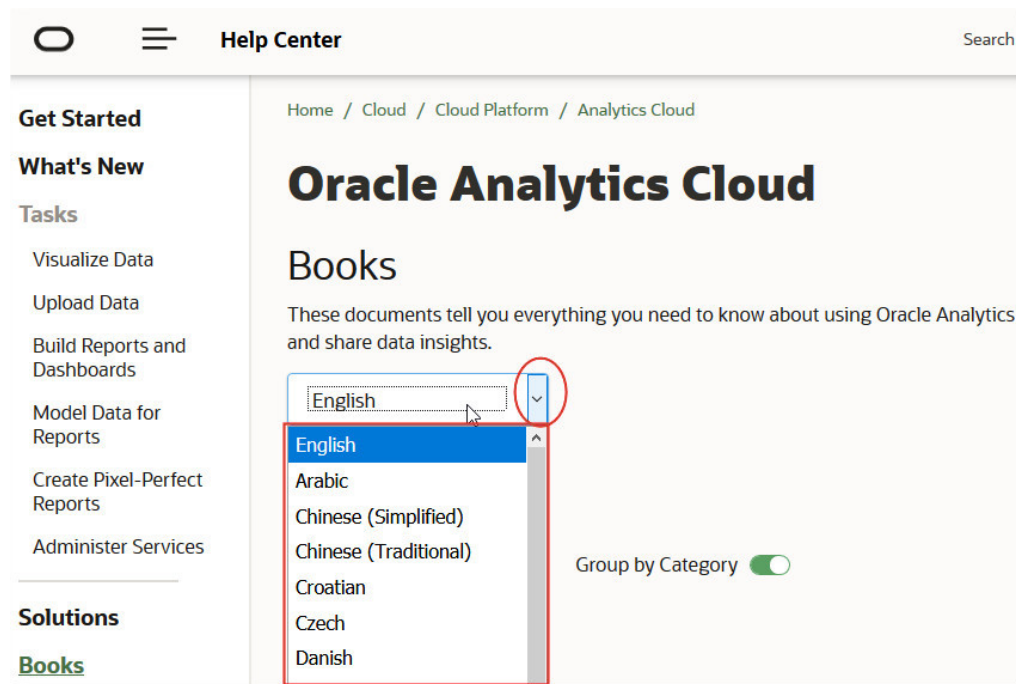 Help Center
Search
Get Started
What's New
Tasks
Visualize Data
Upload Data
Build Reports and
Dashboards
Model Data for
Reports
Create Pixel-Perfect
Reports
Administer Services
Solutions
Books
Home / Cloud / Cloud Platform / Analytics Cloud
Oracle Analytics Cloud
Books
These documents tell you everything you need to know about using Oracle Analytics
and share data insights.
English
English
Arabic
Chinese (Simplified)
Chinese (Traditional)
Croatian
Czech
Danish
Group by Category